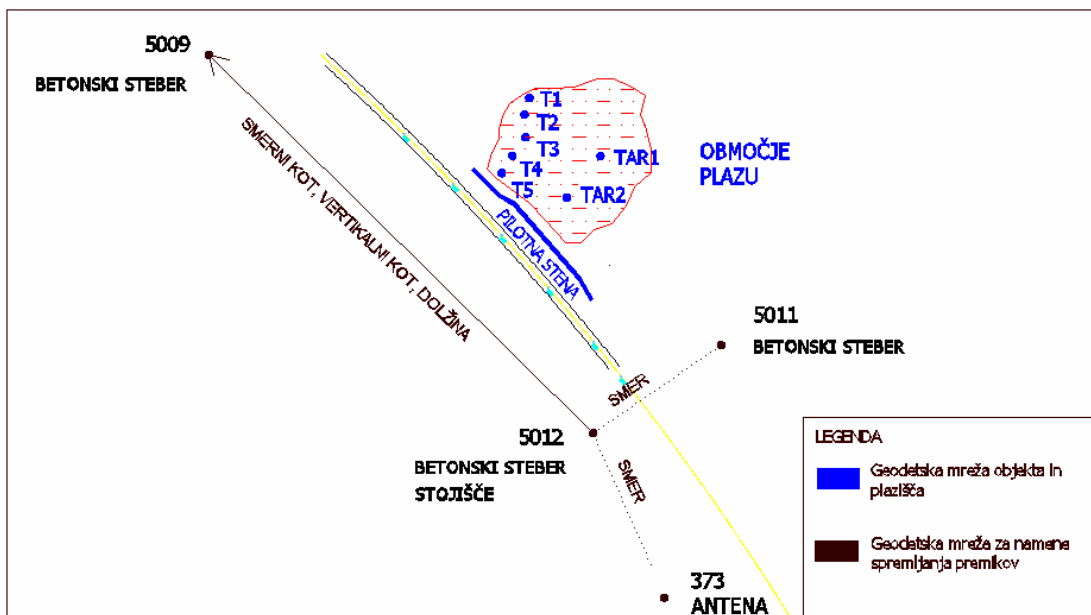 5009
BETONSKI STEBER
SMERNI KOT, VERTIKALNI KOT, DOLŽINA
T1
T2
T3
T4
T5
TAR1
TAR2
OBMOČJE
PLAZU
PILOTNA STENA
5011
BETONSKI STEBER
SMER
5012
BETONSKI STEBER
STOJIŠČE
SMER
373
ANTENA
LEGENDA
Geodetska mreža objekta in
plazišča
Geodetska mreža za namene
spremljanja premikov